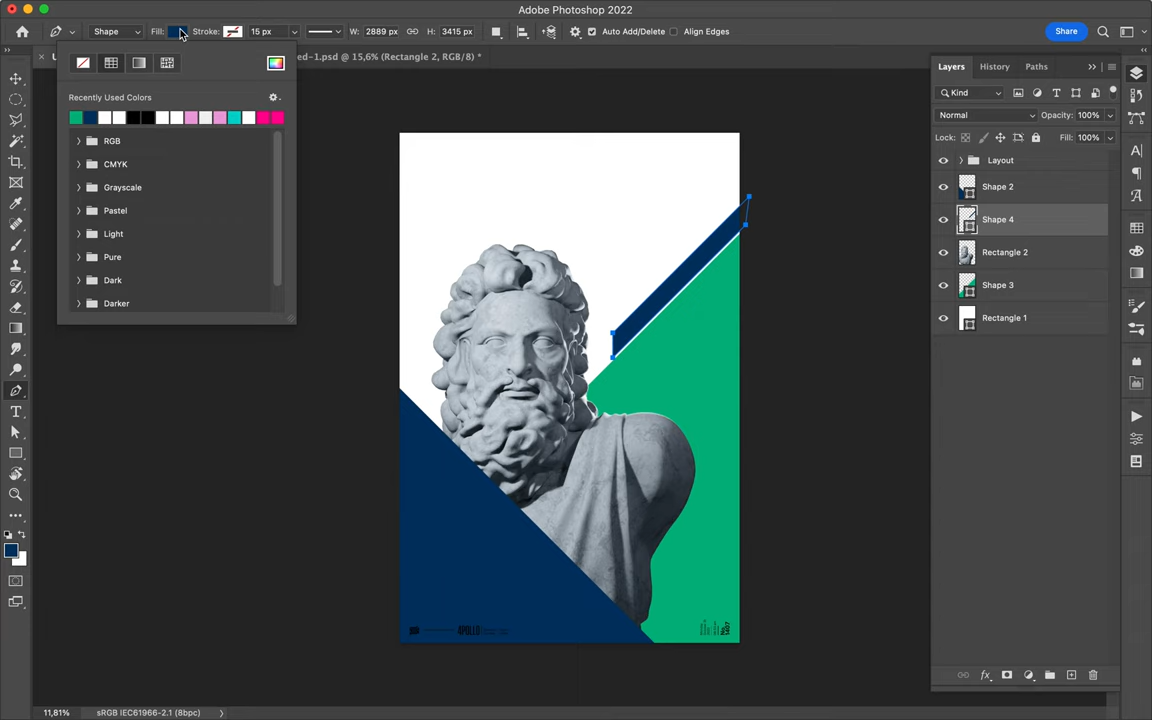 Adobe Photoshop 2022
Shape Fill: Stroke: 15 px W: 2889 px H: 3415 px Auto Add/Delete Align Edges Share
ed-1.psd @ 15,6% (Rectangle 2, RGB/8) *
Recently Used Colors
RGB
CMYK
Grayscale
Pastel
Light
Pure
Dark
Darker
Layers History Paths
Kind
Normal Opacity: 100%
Lock: Fill: 100%
Layout
Shape 2
Shape 4
Rectangle 2
Shape 3
Rectangle 1
APOLLO
11,81% sRGB IEC61966-2.1 (8bpc)